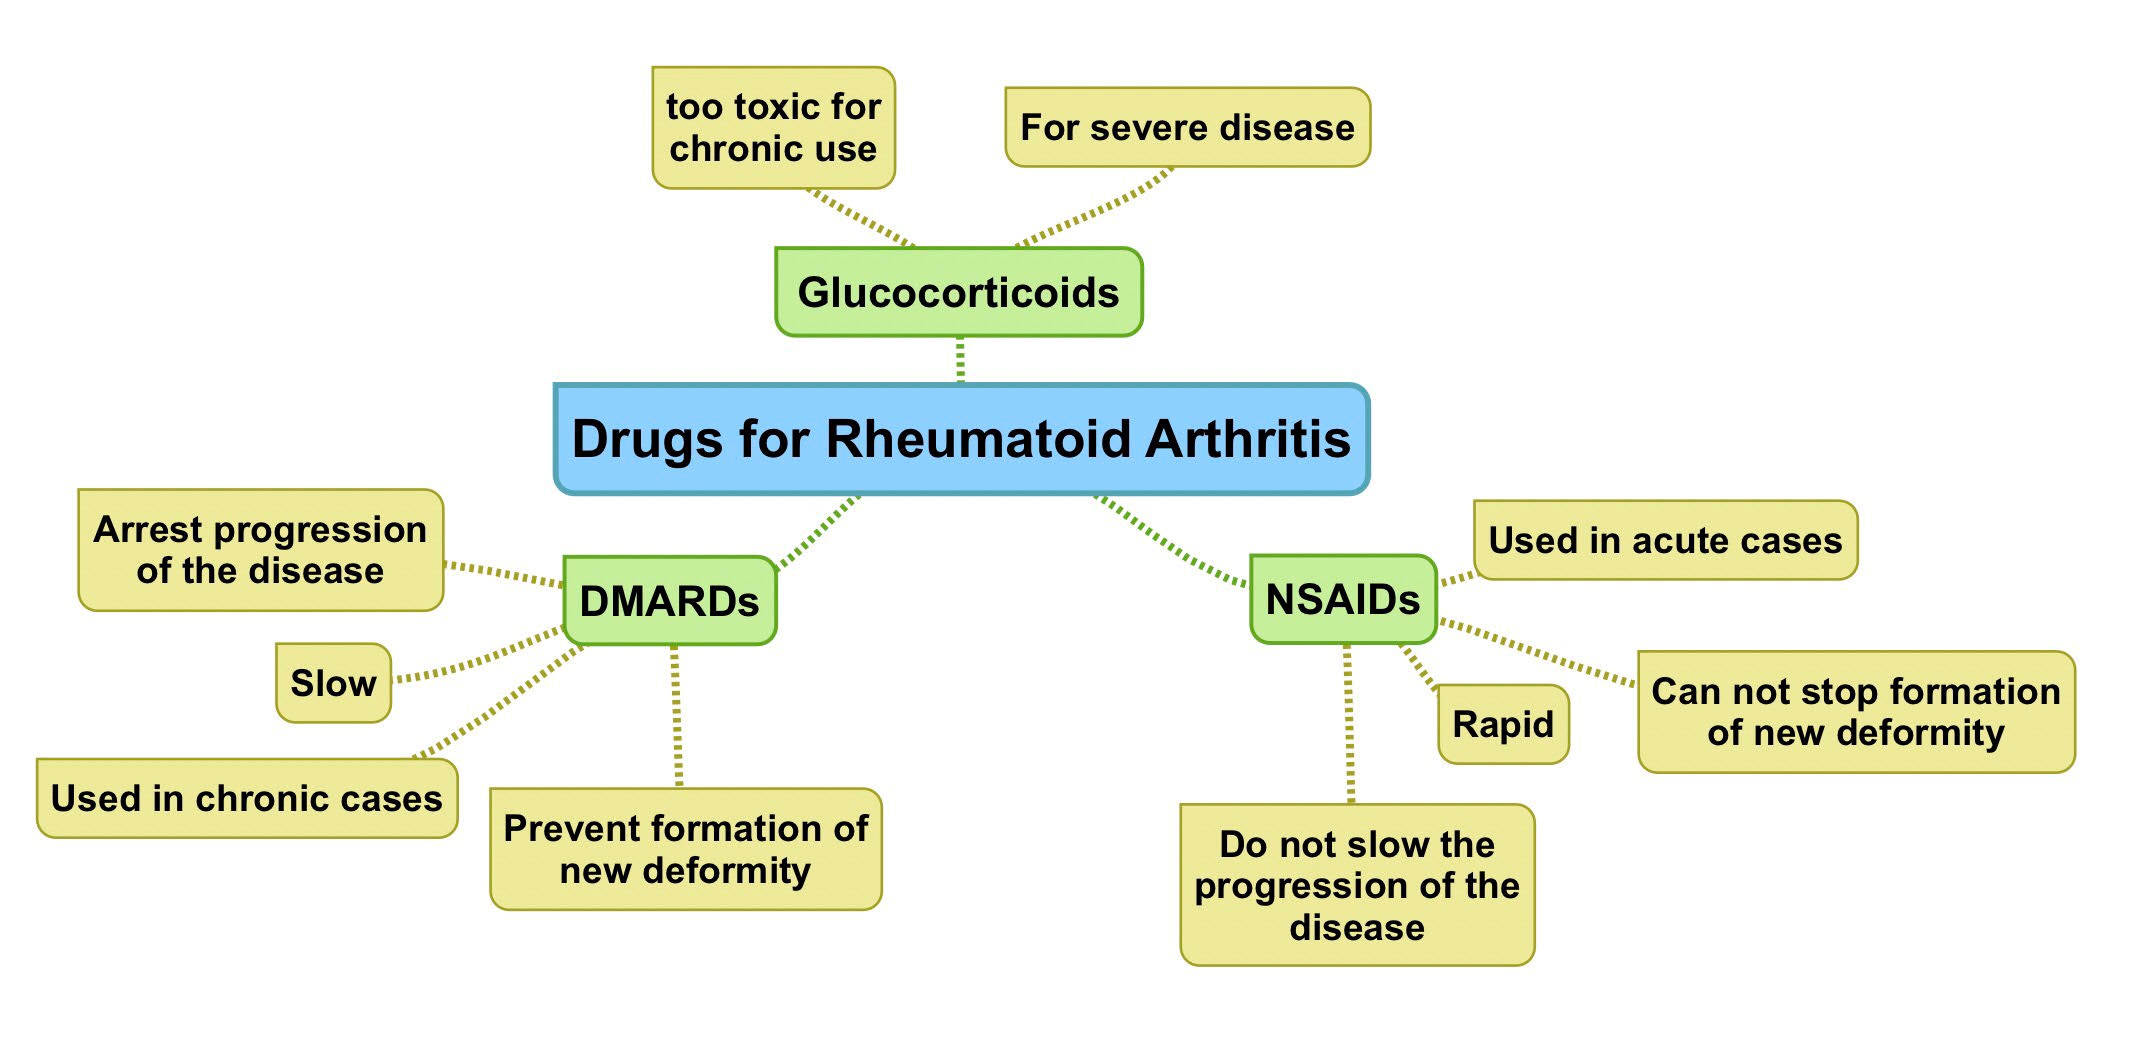 too toxic for
chronic use
For severe disease
Glucocorticoids
Drugs for Rheumatoid Arthritis
Arrest progression
of the disease
DMARDs
Slow
Used in chronic cases
Prevent formation of
new deformity
NSAIDs
Used in acute cases
Can not stop formation
of new deformity
Rapid
Do not slow the
progression of the
disease